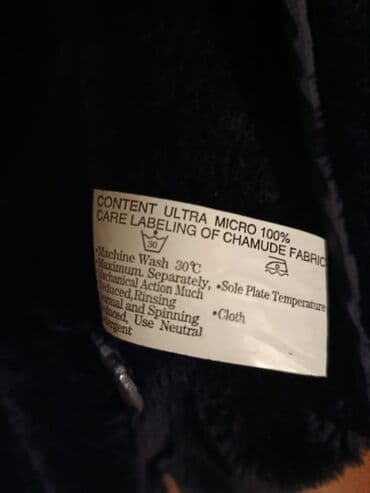 CONTENT ULTRA MICRO 100%
CARE LABELING OF CHAMUDE FABRIC
30
•Machine Wash 30℃
•Maximum. Separately,
Mechanical Action Much
Reduced,Rinsing
Normal and Spinning
Reduced, Use Neutral
•Sole Plate Temperature
•Cloth